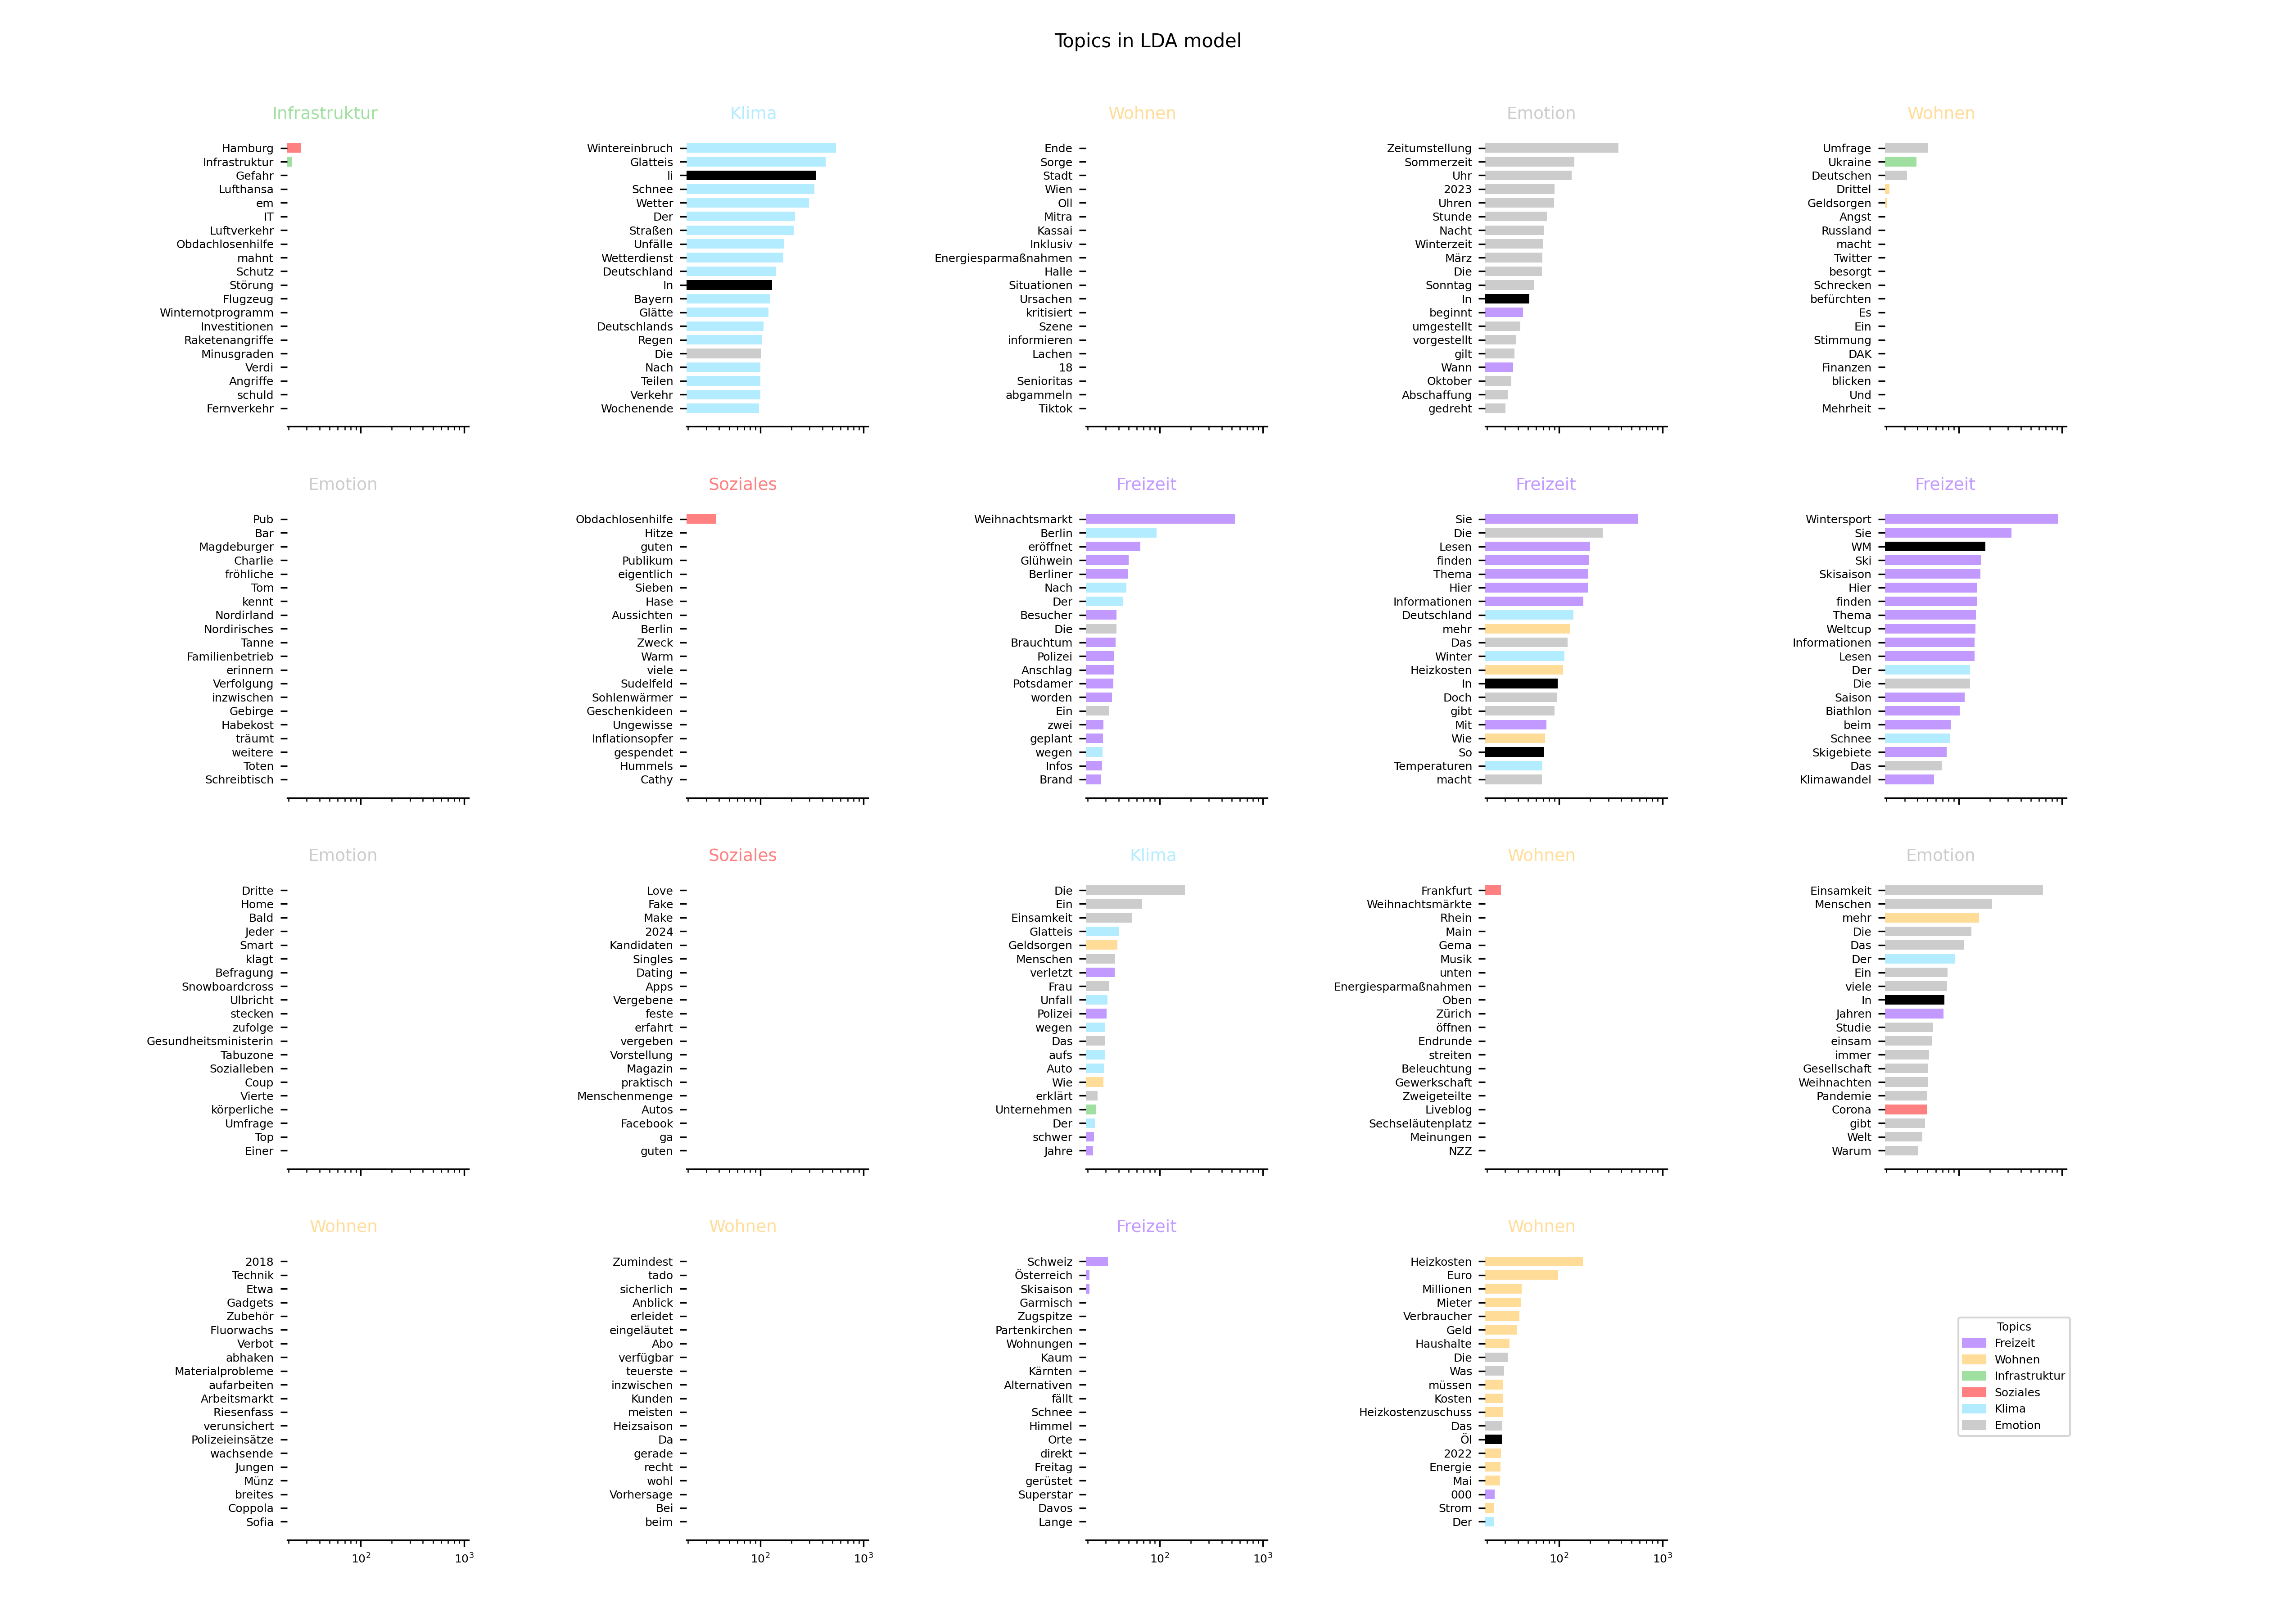 Topics in LDA model
Infrastruktur
Hamburg
Infrastruktur
Gefahr
Lufthansa
em
IT
Luftverkehr
Obdachlosenhilfe
mahnt
Schutz
Störung
Flugzeug
Winternotprogramm
Investitionen
Raketenangriffe
Minusgraden
Verdi
Angriffe
schuld
Fernverkehr
Klima
Wintereinbruch
Glatteis
li
Schnee
Wetter
Der
Straßen
Unfälle
Wetterdienst
Deutschland
In
Bayern
Glätte
Deutschlands
Regen
Die
Nach
Teilen
Verkehr
Wochenende
Wohnen
Ende
Sorge
Stadt
Wien
Oll
Mitra
Kassai
Inklusiv
Energiesparmaßnahmen
Halle
Situationen
Ursachen
kritisiert
Szene
informieren
Lachen
18
Senioritas
abgammeln
Tiktok
Emotion
Zeitumstellung
Sommerzeit
Uhr
2023
Uhren
Stunde
Nacht
Winterzeit
März
Die
Sonntag
In
beginnt
umgestellt
vorgestellt
gilt
Wann
Oktober
Abschaffung
gedreht
Wohnen
Umfrage
Ukraine
Deutschen
Drittel
Geldsorgen
Angst
Russland
macht
Twitter
besorgt
Schrecken
befürchten
Es
Ein
Stimmung
DAK
Finanzen
blicken
Und
Mehrheit
Emotion
Pub
Bar
Magdeburger
Charlie
fröhliche
Tom
kennt
Nordirland
Nordirisches
Tanne
Familienbetrieb
erinnern
Verfolgung
inzwischen
Gebirge
Habekost
träumt
weitere
Toten
Schreibtisch
Soziales
Obdachlosenhilfe
Hitze
guten
Publikum
eigentlich
Sieben
Hase
Aussichten
Berlin
Zweck
Warm
viele
Sudelfeld
Sohlenwärmer
Geschenkideen
Ungewisse
Inflationsopfer
gespendet
Hummels
Cathy
Freizeit
Weihnachtsmarkt
Berlin
eröffnet
Glühwein
Berliner
Nach
Der
Besucher
Die
Brauchtum
Polizei
Anschlag
Potsdamer
worden
Ein
zwei
geplant
wegen
Infos
Brand
Freizeit
Sie
Die
Lesen
finden
Thema
Hier
Informationen
Deutschland
mehr
Das
Winter
Heizkosten
In
Doch
gibt
Mit
Wie
So
Temperaturen
macht
Freizeit
Wintersport
Sie
WM
Ski
Skisaison
Hier
finden
Thema
Weltcup
Informationen
Lesen
Der
Die
Saison
Biathlon
beim
Schnee
Skigebiete
Das
Klimawandel
Emotion
Dritte
Home
Bald
Jeder
Smart
klagt
Befragung
Snowboardcross
Ulbricht
stecken
zufolge
Gesundheitsministerin
Tabuzone
Sozialleben
Coup
Vierte
körperliche
Umfrage
Top
Einer
Soziales
Love
Fake
Make
2024
Kandidaten
Singles
Dating
Apps
Vergebene
feste
erfahrt
vergeben
Vorstellung
Magazin
praktisch
Menschenmenge
Autos
Facebook
ga
guten
Klima
Die
Ein
Einsamkeit
Glatteis
Geldsorgen
Menschen
verletzt
Frau
Unfall
Polizei
wegen
Das
aufs
Auto
Wie
erklärt
Unternehmen
Der
schwer
Jahre
Wohnen
Frankfurt
Weihnachtsmärkte
Rhein
Main
Gema
Musik
unten
Energiesparmaßnahmen
Oben
Zürich
öffnen
Endrunde
streiten
Beleuchtung
Gewerkschaft
Zweigeteilte
Liveblog
Sechseläutenplatz
Meinungen
NZZ
Emotion
Einsamkeit
Menschen
mehr
Die
Das
Der
Ein
viele
In
Jahren
Studie
einsam
immer
Gesellschaft
Weihnachten
Pandemie
Corona
gibt
Welt
Warum
Wohnen
2018
Technik
Etwa
Gadgets
Zubehör
Fluorwachs
Verbot
abhaken
Materialprobleme
aufarbeiten
Arbeitsmarkt
Riesenfass
verunsichert
Polizeieinsätze
wachsende
Jungen
Münz
breites
Coppola
Sofia
10²
10³
Wohnen
Zumindest
tado
sicherlich
Anblick
erleidet
eingeläutet
Abo
verfügbar
teuerste
inzwischen
Kunden
meisten
Heizsaison
Da
gerade
recht
wohl
Vorhersage
Bei
beim
10²
10³
Freizeit
Schweiz
Österreich
Skisaison
Garmisch
Zugspitze
Partenkirchen
Wohnungen
Kaum
Kärnten
Alternativen
fällt
Schnee
Himmel
Orte
direkt
Freitag
gerüstet
Superstar
Davos
Lange
10²
10³
Wohnen
Heizkosten
Euro
Millionen
Mieter
Verbraucher
Geld
Haushalte
Die
Was
müssen
Kosten
Heizkostenzuschuss
Das
Öl
2022
Energie
Mai
000
Strom
Der
10²
10³
Topics
Freizeit
Wohnen
Infrastruktur
Soziales
Klima
Emotion